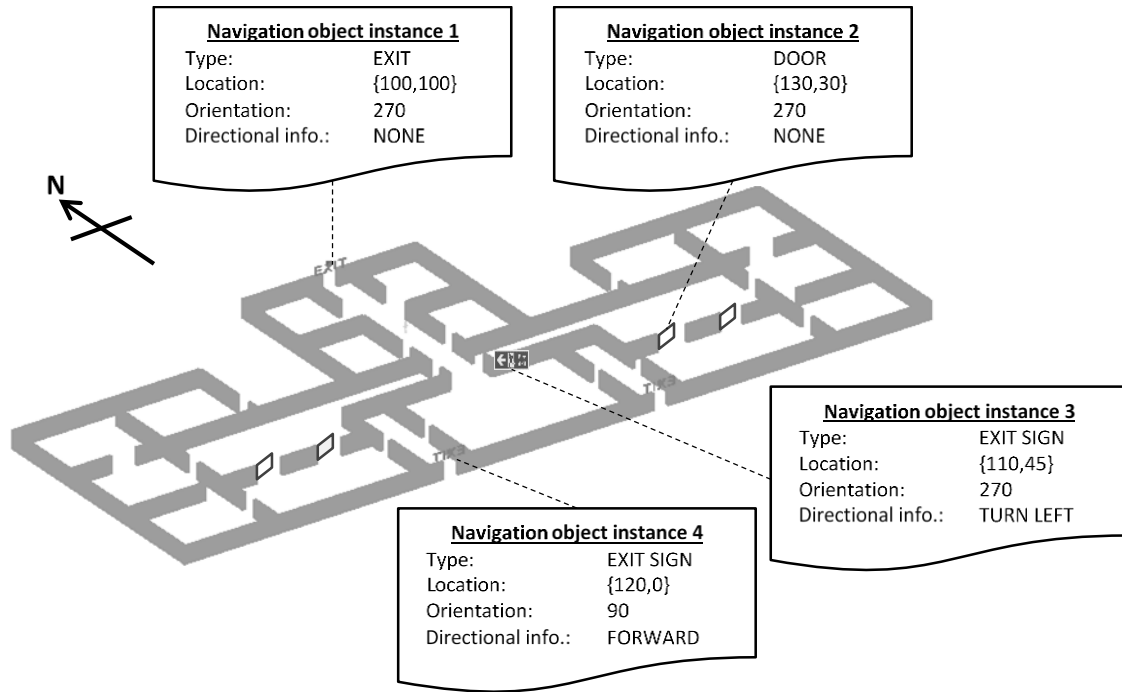 Navigation object instance 1
Type: EXIT
Location: {100,100}
Orientation: 270
Directional info.: NONE
Navigation object instance 2
Type: DOOR
Location: {130,30}
Orientation: 270
Directional info.: NONE
N
EXIT
EXIT
EXIT
Navigation object instance 3
Type: EXIT SIGN
Location: {110,45}
Orientation: 270
Directional info.: TURN LEFT
Navigation object instance 4
Type: EXIT SIGN
Location: {120,0}
Orientation: 90
Directional info.: FORWARD